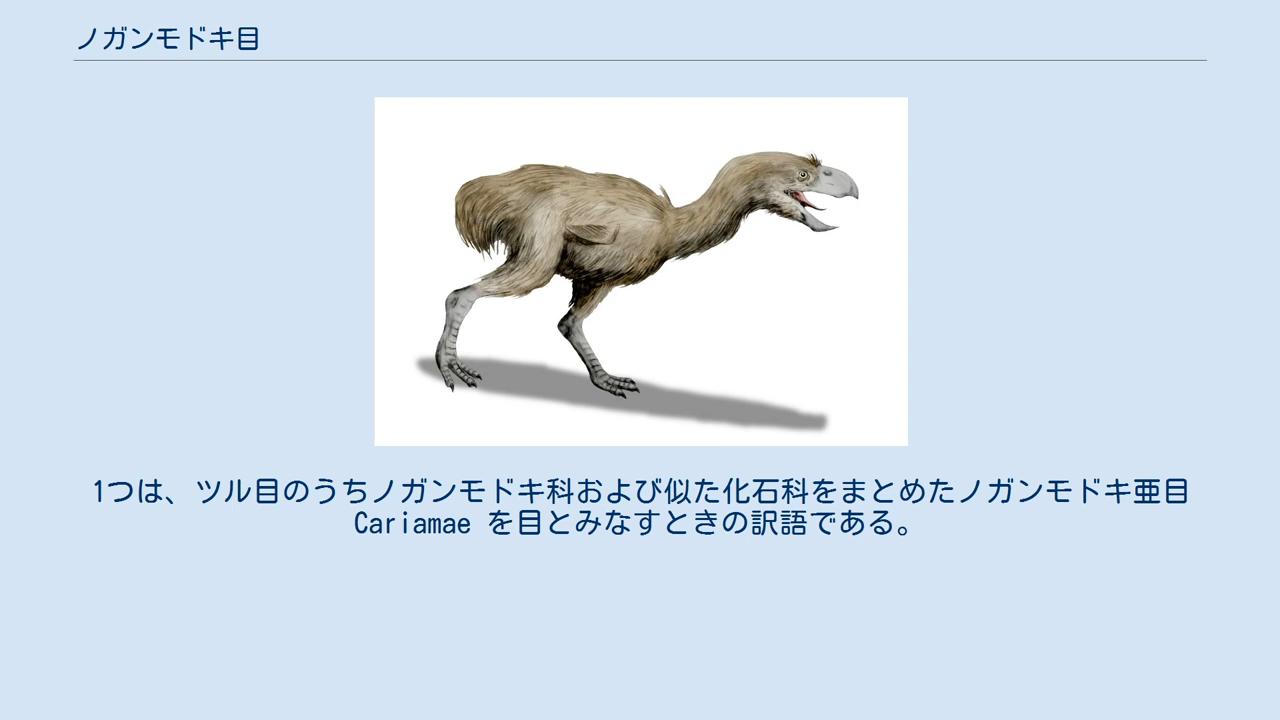 ノガンモドキ目
1つは、ツル目のうちノガンモドキ科および似た化石科をまとめたノガンモドキ亜目
Cariamae を目とみなすときの訳語である。